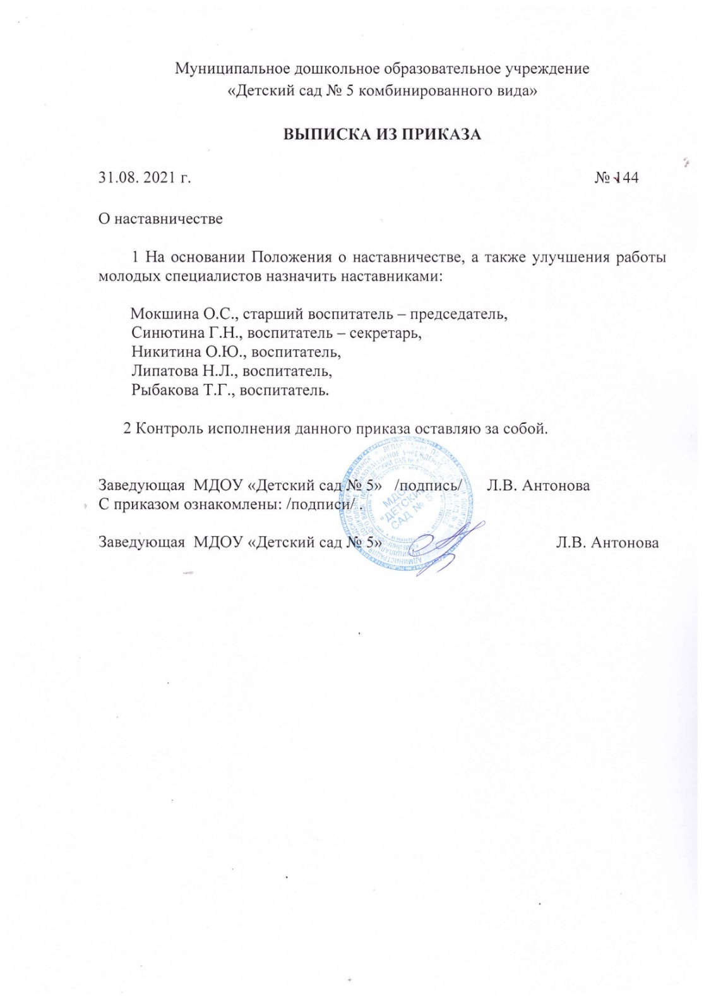 Муниципальное дошкольное образовательное учреждение
«Детский сад № 5 комбинированного вида»
ВЫПИСКА ИЗ ПРИКАЗА
31.08. 2021 г. № 144
О наставничестве
1 На основании Положения о наставничестве, а также улучшения работы
молодых специалистов назначить наставниками:
Мокшина О.С., старший воспитатель – председатель,
Синютина Г.Н., воспитатель – секретарь,
Никитина О.Ю., воспитатель,
Липатова Н.Л., воспитатель,
Рыбакова Т.Г., воспитатель.
2 Контроль исполнения данного приказа оставляю за собой.
Заведующая МДОУ «Детский сад № 5» /подпись/ Л.В. Антонова
С приказом ознакомлены: /подписи/ .
Заведующая МДОУ «Детский сад № 5» Л.В. Антонова
МДОУ
"ДЕТСКИЙ
САД № 5"